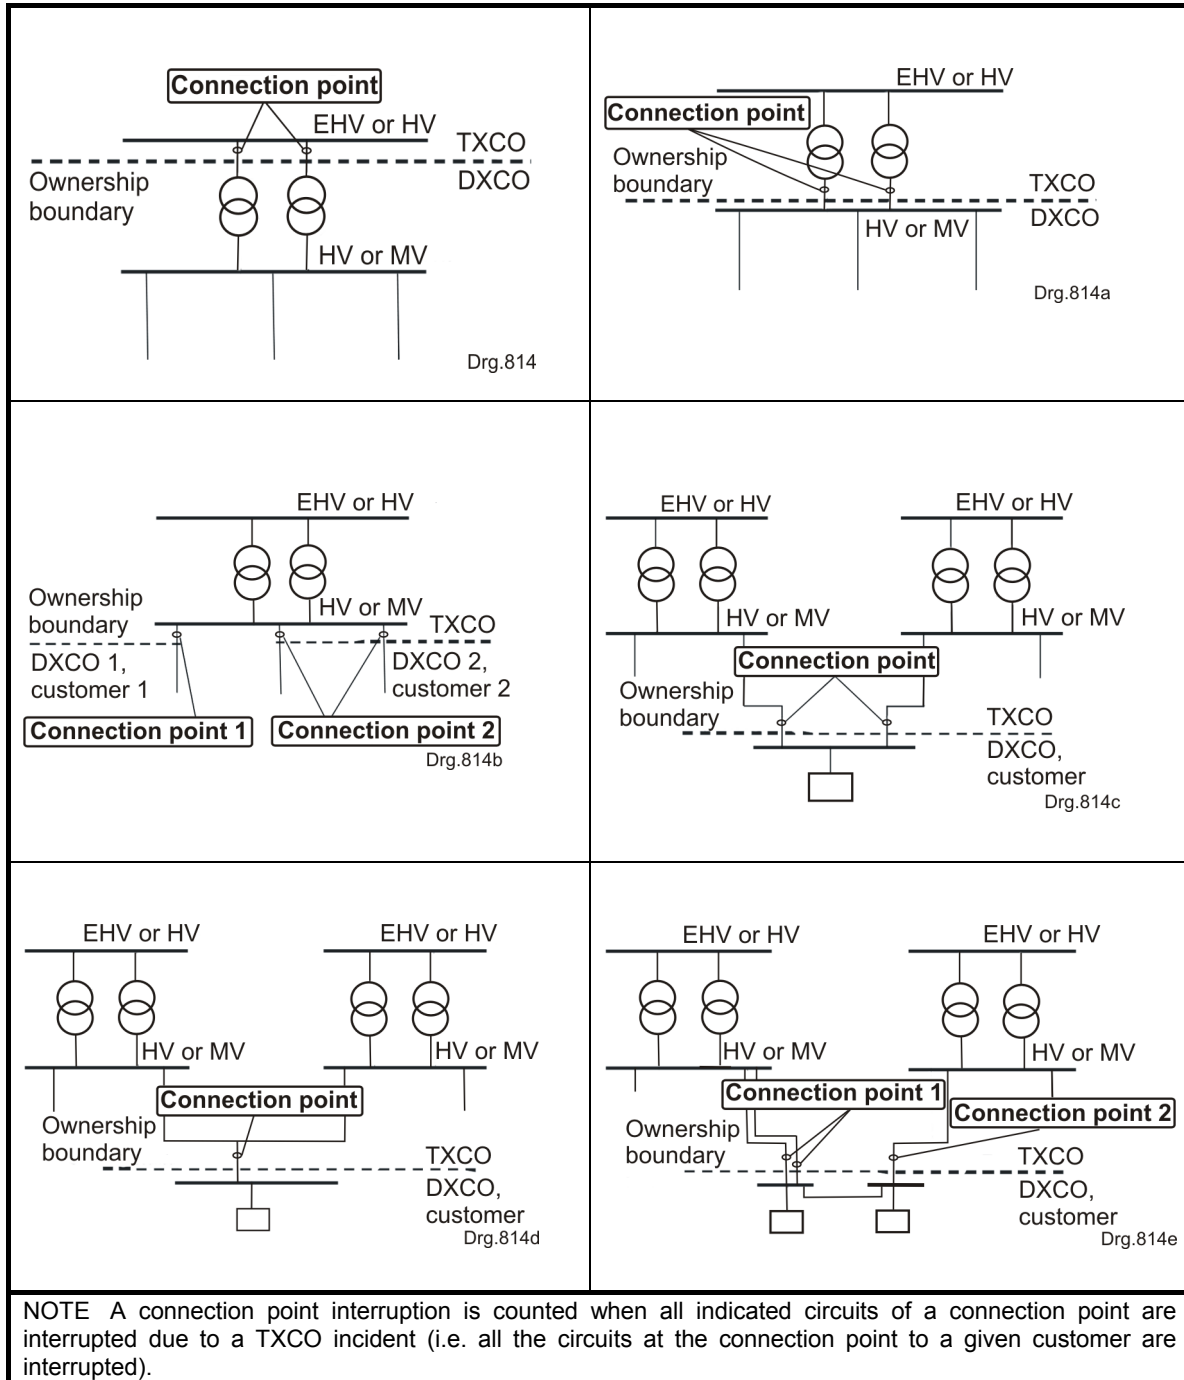 Connection point
EHV or HV
TXCO
Ownership
boundary
DXCO
HV or MV
Drg.814
EHV or HV
Connection point
Ownership
boundary
TXCO
DXCO
HV or MV
Drg.814a
EHV or HV
Ownership
boundary
HV or MV
TXCO
DXCO 1,
customer 1
DXCO 2,
customer 2
Connection point 1
Connection point 2
Drg.814b
EHV or HV
EHV or HV
HV or MV
HV or MV
Connection point
Ownership
boundary
TXCO
DXCO,
customer
Drg.814c
EHV or HV
EHV or HV
HV or MV
HV or MV
Connection point
Ownership
boundary
TXCO
DXCO,
customer
Drg.814d
EHV or HV
EHV or HV
HV or MV
HV or MV
Connection point 1
Connection point 2
Ownership
boundary
TXCO
DXCO,
customer
Drg.814e
NOTE A connection point interruption is counted when all indicated circuits of a connection point are
interrupted due to a TXCO incident (i.e. all the circuits at the connection point to a given customer are
interrupted).